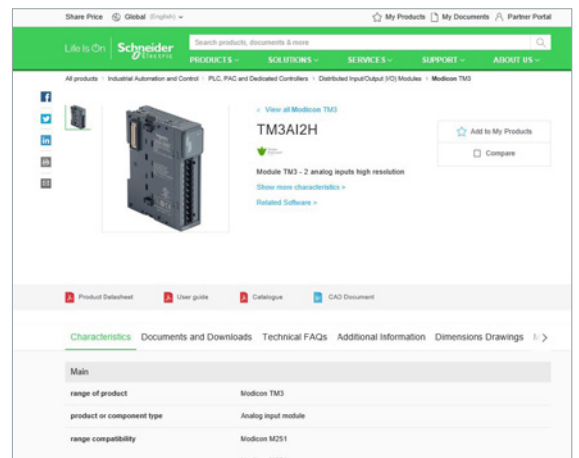 Share Price Global (English)
My Products My Documents Partner Portal
Life Is On Schneider Electric
Search products, documents & more
PRODUCTS SOLUTIONS SERVICES SUPPORT ABOUT US
All products Industrial Automation and Control PLC, PAC and Dedicated Controllers Distributed Input/Output (I/O) Modules Modicon TM3
< View all Modicon TM3
TM3AI2H
Module TM3 - 2 analog inputs high resolution
Show more characteristics >
Related Software >
Add to My Products
Compare
Product Datasheet User guide Catalogue CAD Document
Characteristics Documents and Downloads Technical FAQs Additional Information Dimensions Drawings >
Main
range of product Modicon TM3
product or component type Analog input module
range compatibility Modicon M251